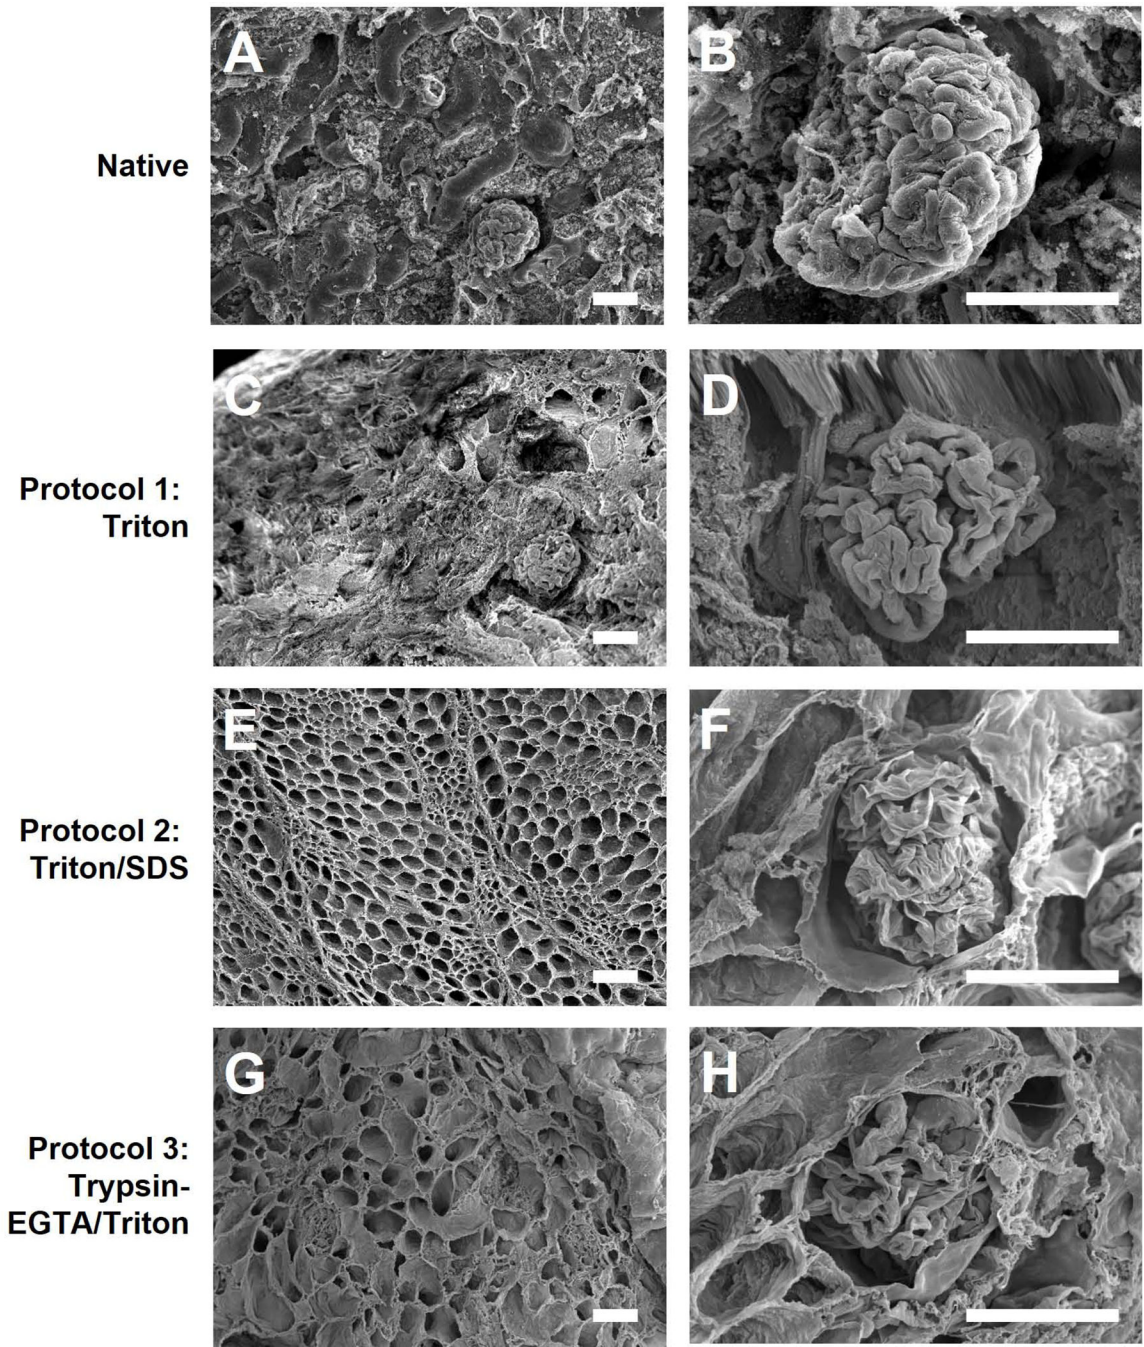 A
B
Native
C
D
Protocol 1:
Triton
E
F
Protocol 2:
Triton/SDS
G
H
Protocol 3:
Trypsin-
EGTA/Triton